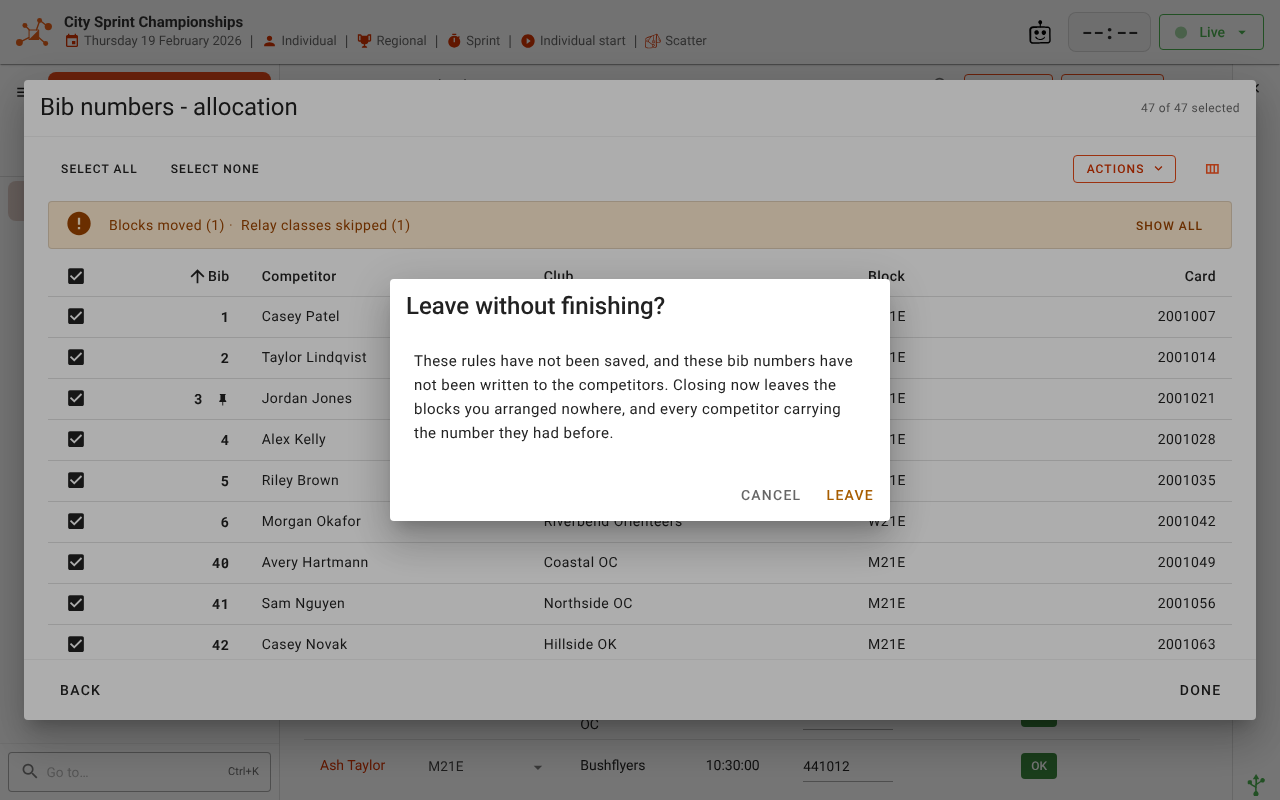 City Sprint Championships
Thursday 19 February 2026 | Individual | Regional | Sprint | Individual start | Scatter
--:--
Live
Bib numbers - allocation
47 of 47 selected
SELECT ALL SELECT NONE
ACTIONS
Blocks moved (1) · Relay classes skipped (1)
SHOW ALL
Bib Competitor Club Block Card
1 Casey Patel 2001007
2 Taylor Lindqvist 2001014
3 Jordan Jones 2001021
4 Alex Kelly 2001028
5 Riley Brown 2001035
6 Morgan Okafor Riverbend Orienteers W21E 2001042
40 Avery Hartmann Coastal OC M21E 2001049
41 Sam Nguyen Northside OC M21E 2001056
42 Casey Novak Hillside OK M21E 2001063
Leave without finishing?
These rules have not been saved, and these bib numbers have
not been written to the competitors. Closing now leaves the
blocks you arranged nowhere, and every competitor carrying
the number they had before.
CANCEL LEAVE
BACK
DONE
OC
Go to...
Ctrl+K
Ash Taylor M21E Bushflyers 10:30:00 441012 OK